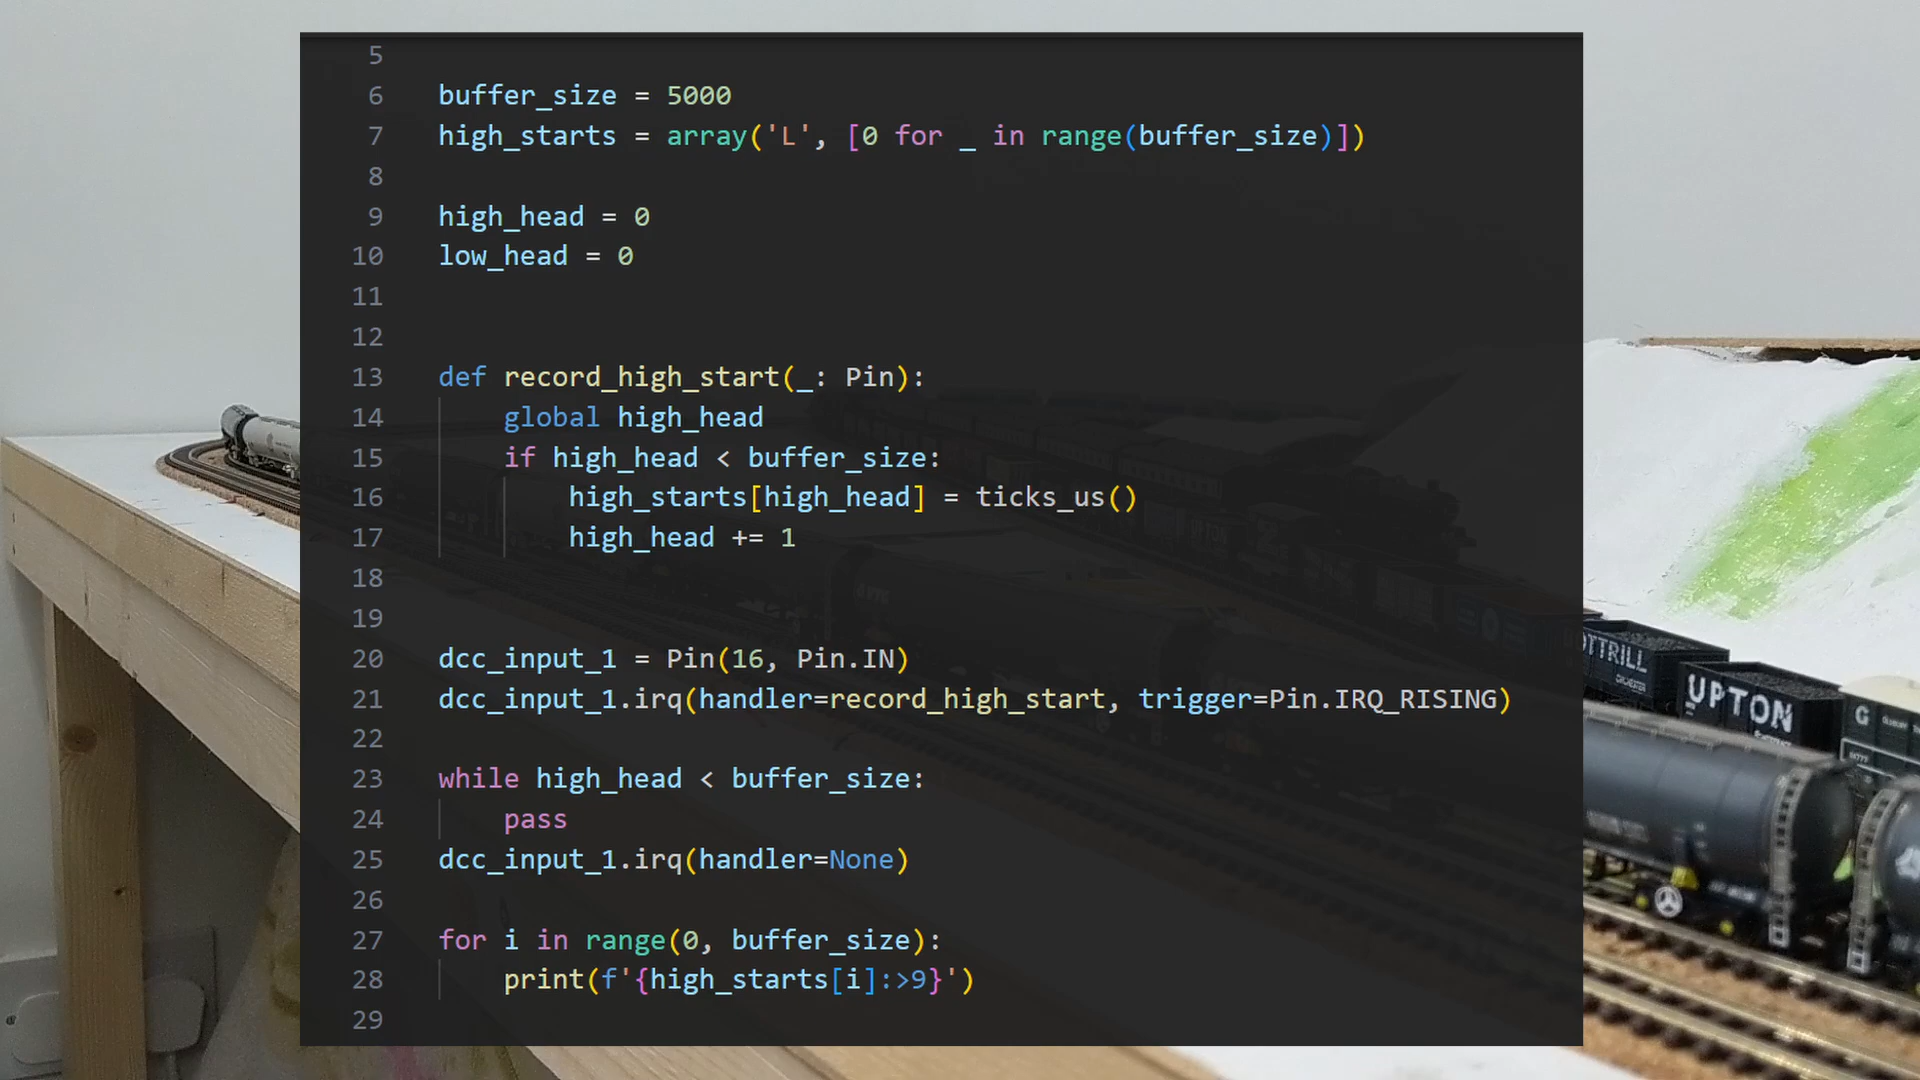 5
6 buffer_size = 5000
7 high_starts = array('L', [0 for _ in range(buffer_size)])
8
9 high_head = 0
10 low_head = 0
11
12
13 def record_high_start(_: Pin):
14 global high_head
15 if high_head < buffer_size:
16 high_starts[high_head] = ticks_us()
17 high_head += 1
18
19
20 dcc_input_1 = Pin(16, Pin.IN)
21 dcc_input_1.irq(handler=record_high_start, trigger=Pin.IRQ_RISING)
22
23 while high_head < buffer_size:
24 pass
25 dcc_input_1.irq(handler=None)
26
27 for i in range(0, buffer_size):
28 print(f'{high_starts[i]:>9}')
29
OTTRILL
UPTON
G